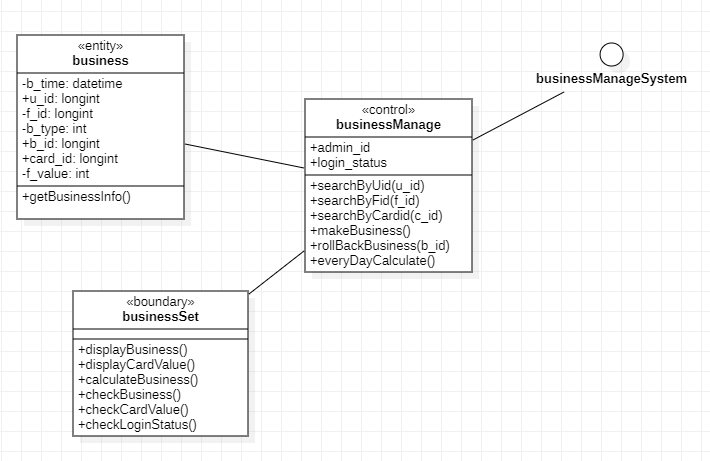 «entity»
business
-b_time: datetime
+u_id: longint
-f_id: longint
-b_type: int
+b_id: longint
+card_id: longint
-f_value: int
+getBusinessInfo()
«control»
businessManage
+admin_id
+login_status
+searchByUid(u_id)
+searchByFid(f_id)
+searchByCardid(c_id)
+makeBusiness()
+rollBackBusiness(b_id)
+everyDayCalculate()
businessManageSystem
«boundary»
businessSet
+displayBusiness()
+displayCardValue()
+calculateBusiness()
+checkBusiness()
+checkCardValue()
+checkLoginStatus()